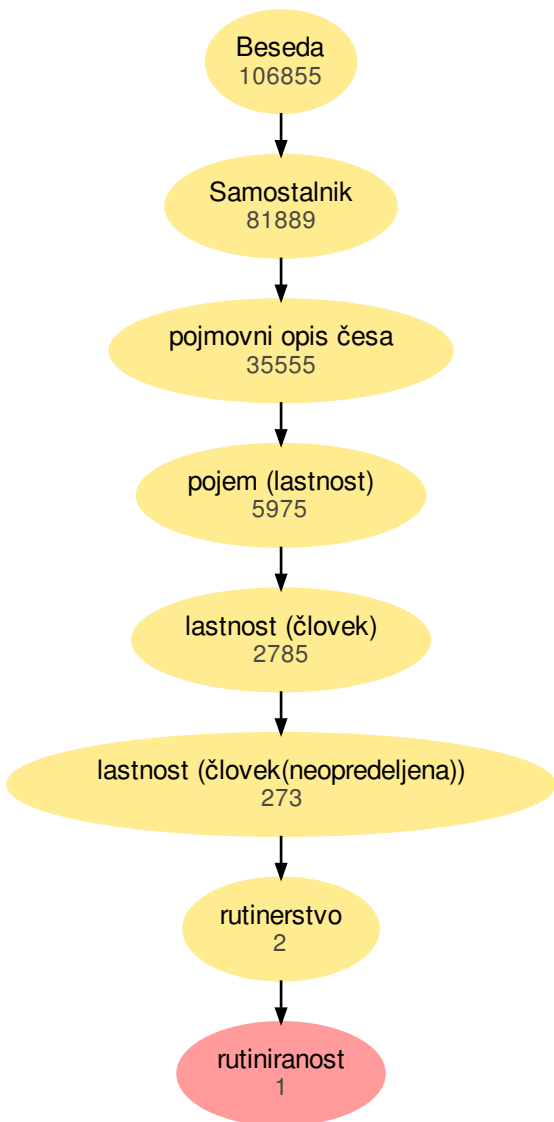 Beseda
106855
Samostalnik
81889
pojmovni opis česa
35555
pojem (lastnost)
5975
lastnost (človek)
2785
lastnost (človek(neopredeljena))
273
rutinerstvo
2
rutiniranost
1